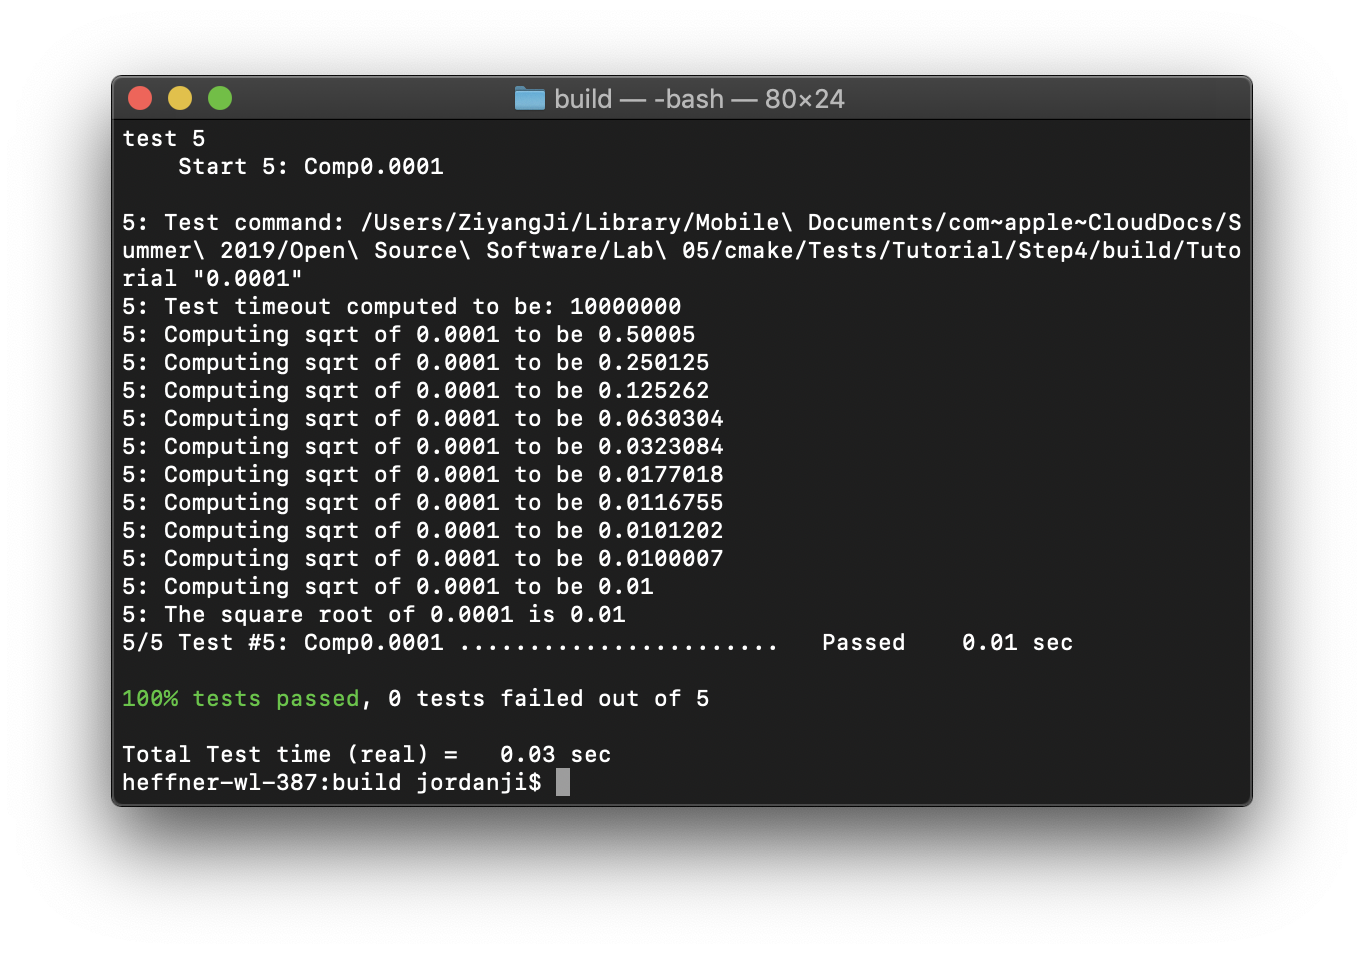 build — -bash — 80×24
test 5
    Start 5: Comp0.0001

5: Test command: /Users/ZiyangJi/Library/Mobile\ Documents/com~apple~CloudDocs/S
ummer\ 2019/Open\ Source\ Software/Lab\ 05/cmake/Tests/Tutorial/Step4/build/Tuto
rial "0.0001"
5: Test timeout computed to be: 10000000
5: Computing sqrt of 0.0001 to be 0.50005
5: Computing sqrt of 0.0001 to be 0.250125
5: Computing sqrt of 0.0001 to be 0.125262
5: Computing sqrt of 0.0001 to be 0.0630304
5: Computing sqrt of 0.0001 to be 0.0323084
5: Computing sqrt of 0.0001 to be 0.0177018
5: Computing sqrt of 0.0001 to be 0.0116755
5: Computing sqrt of 0.0001 to be 0.0101202
5: Computing sqrt of 0.0001 to be 0.0100007
5: Computing sqrt of 0.0001 to be 0.01
5: The square root of 0.0001 is 0.01
5/5 Test #5: Comp0.0001 .......................   Passed    0.01 sec

100% tests passed, 0 tests failed out of 5

Total Test time (real) =   0.03 sec
heffner-wl-387:build jordanji$